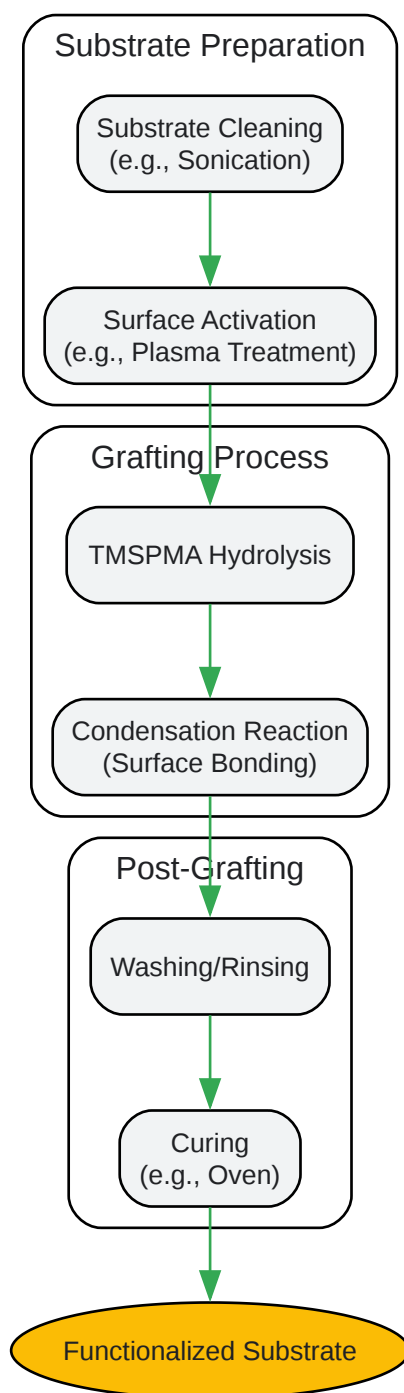 Substrate Preparation
Substrate Cleaning
(e.g., Sonication)
Surface Activation
(e.g., Plasma Treatment)
Grafting Process
TMSPMA Hydrolysis
Condensation Reaction
(Surface Bonding)
Post-Grafting
Washing/Rinsing
Curing
(e.g., Oven)
Functionalized Substrate